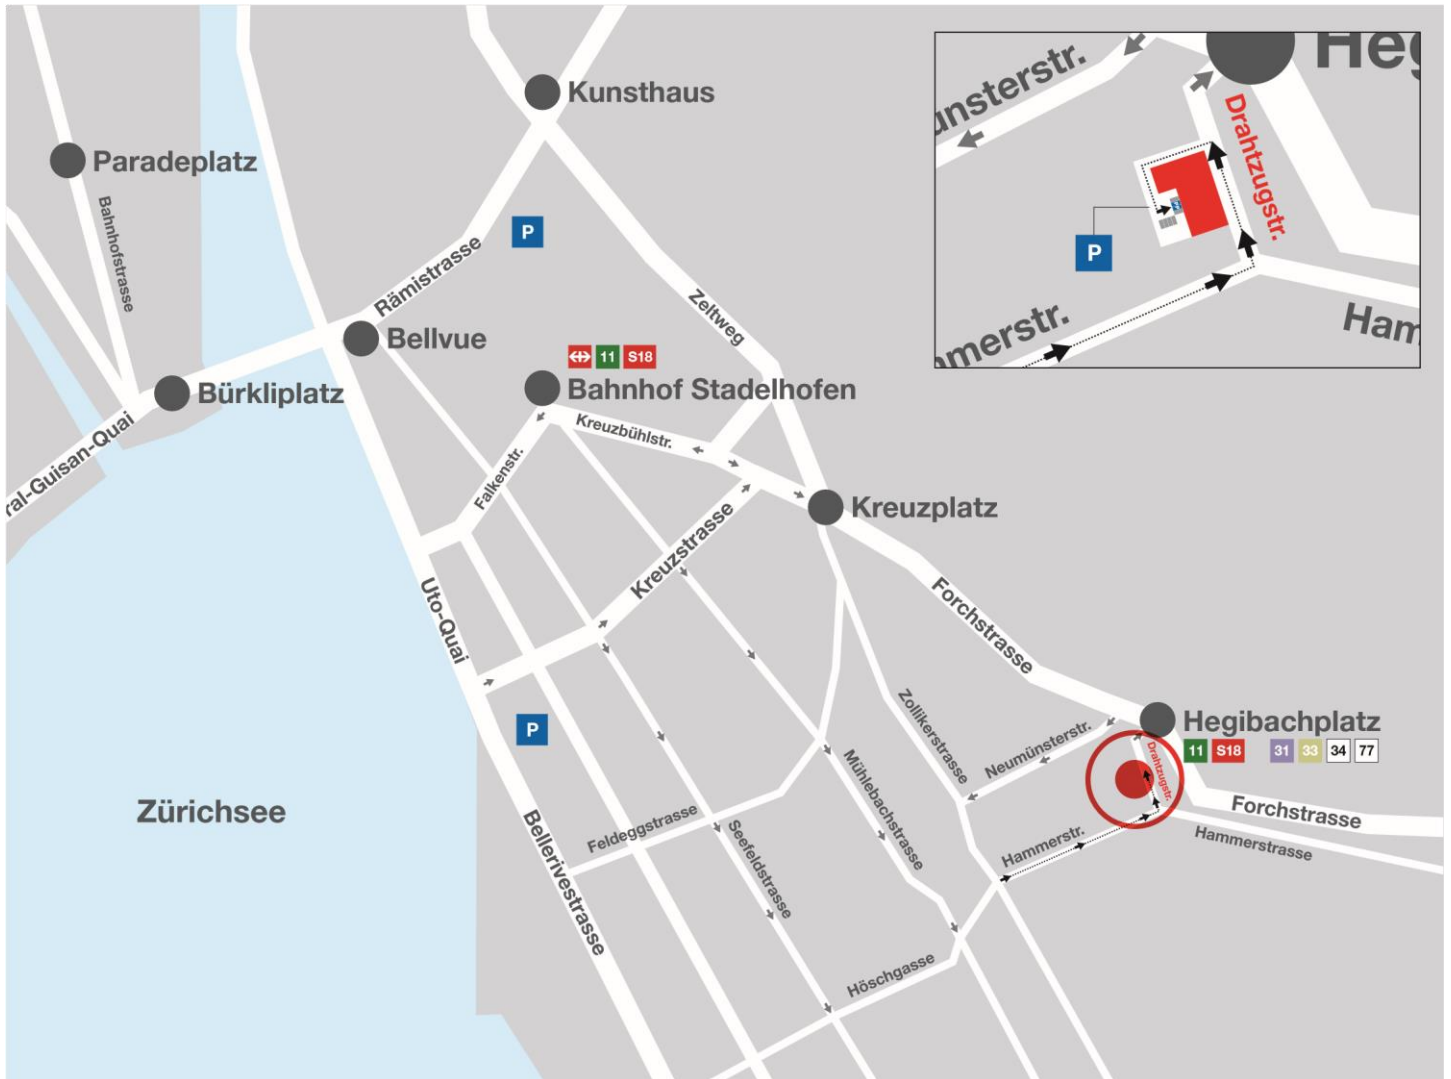 Kunsthaus
Paradeplatz
Bahnhofstrasse
P
Rämistrasse
Zeltweg
Bellvue
11 S18
Bahnhof Stadelhofen
Bürkliplatz
ral-Guisan-Quai
Kreuzbühlstr.
Falkenstr.
Kreuzplatz
Kreuzstrasse
Uto-Quai
Forchstrasse
P
Zollikerstrasse
Neumünsterstr.
Hegibachplatz
11 S18 31 33 34 77
Drahtzugstr.
Zürichsee
Bellerivestrasse
Feldeggstrasse
Seefeldstrasse
Mühlebachstrasse
Hammerstr.
Forchstrasse
Hammerstrasse
Höschgasse
Heg
unsterstr.
Drahtzugstr.
P
mmerstr.
Ham